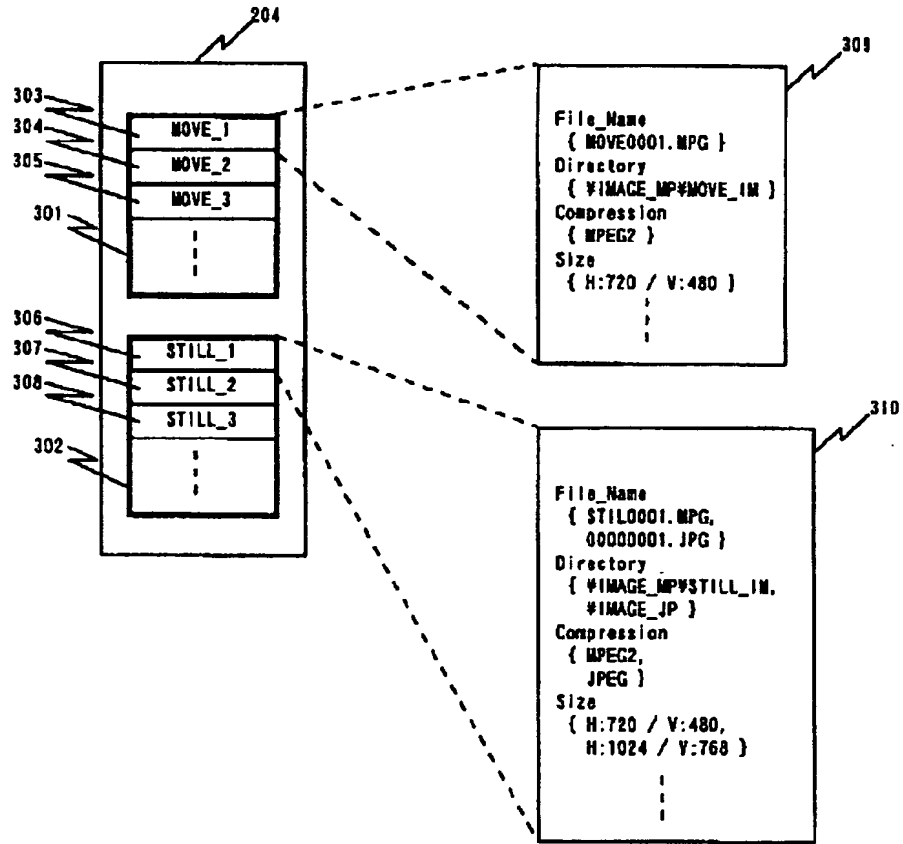 204
303
304
305
301
MOVE_1
MOVE_2
MOVE_3
306
307
308
302
STILL_1
STILL_2
STILL_3
309
File_Name
{ MOVE0001.MPG }
Directory
{ ¥IMAGE_MP¥MOVE_IM }
Compression
{ MPEG2 }
Size
{ H:720 / V:480 }
310
File_Name
{ STIL0001.MPG,
00000001.JPG }
Directory
{ ¥IMAGE_MP¥STILL_IM,
¥IMAGE_JP }
Compression
{ MPEG2,
JPEG }
Size
{ H:720 / V:480,
H:1024 / V:768 }